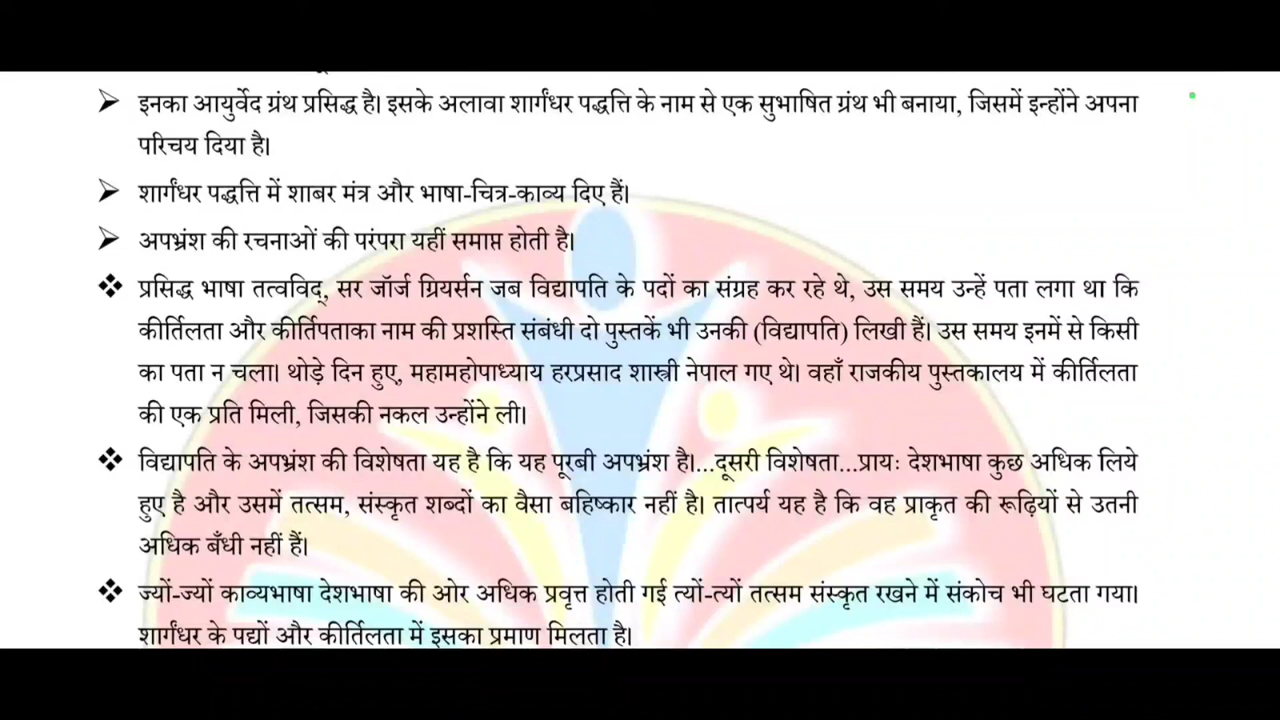 ➢ इनका आयुर्वेद ग्रंथ प्रसिद्ध है। इसके अलावा शार्गंधर पद्धत्ति के नाम से एक सुभाषित ग्रंथ भी बनाया, जिसमें इन्होंने अपना
परिचय दिया है।
➢ शार्गंधर पद्धत्ति में शाबर मंत्र और भाषा-चित्र-काव्य दिए हैं।
➢ अपभ्रंश की रचनाओं की परंपरा यहीं समाप्त होती है।
❖ प्रसिद्ध भाषा तत्वविद्, सर जॉर्ज ग्रियर्सन जब विद्यापति के पदों का संग्रह कर रहे थे, उस समय उन्हें पता लगा था कि
कीर्तिलता और कीर्तिपताका नाम की प्रशस्ति संबंधी दो पुस्तकें भी उनकी (विद्यापति) लिखी हैं। उस समय इनमें से किसी
का पता न चला। थोड़े दिन हुए, महामहोपाध्याय हरप्रसाद शास्त्री नेपाल गए थे। वहाँ राजकीय पुस्तकालय में कीर्तिलता
की एक प्रति मिली, जिसकी नकल उन्होंने ली।
❖ विद्यापति के अपभ्रंश की विशेषता यह है कि यह पूरबी अपभ्रंश है।...दूसरी विशेषता...प्रायः देशभाषा कुछ अधिक लिये
हुए है और उसमें तत्सम, संस्कृत शब्दों का वैसा बहिष्कार नहीं है। तात्पर्य यह है कि वह प्राकृत की रूढ़ियों से उतनी
अधिक बँधी नहीं हैं।
❖ ज्यों-ज्यों काव्यभाषा देशभाषा की ओर अधिक प्रवृत्त होती गई त्यों-त्यों तत्सम संस्कृत रखने में संकोच भी घटता गया।
शार्गंधर के पद्यों और कीर्तिलता में इसका प्रमाण मिलता है।